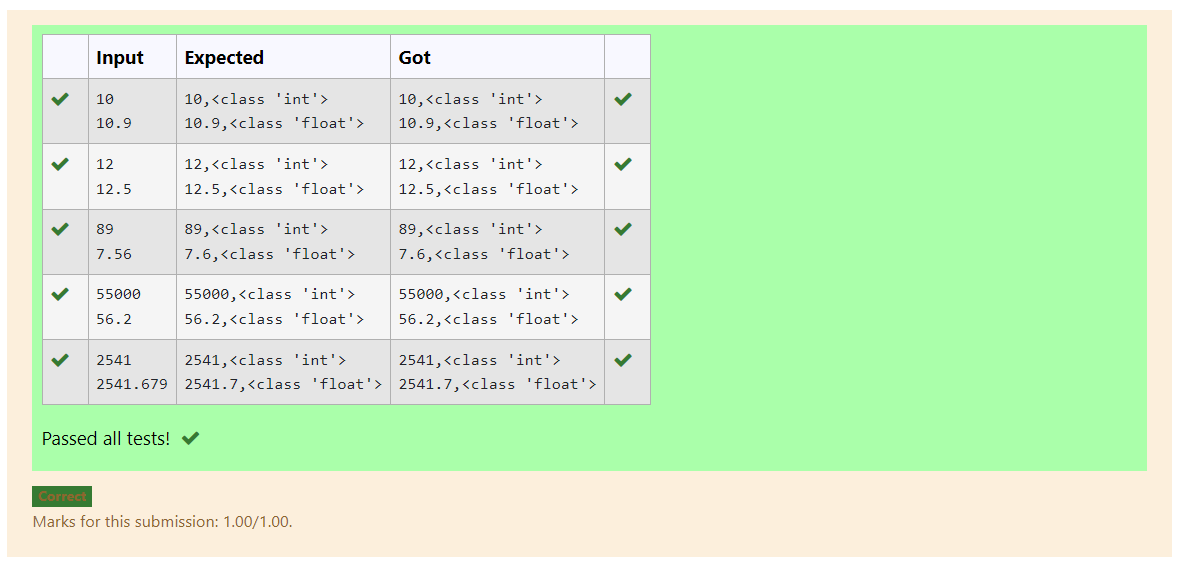 Input Expected Got
10 10,<class 'int'> 10,<class 'int'>
10.9 10.9,<class 'float'> 10.9,<class 'float'>
12 12,<class 'int'> 12,<class 'int'>
12.5 12.5,<class 'float'> 12.5,<class 'float'>
89 89,<class 'int'> 89,<class 'int'>
7.56 7.6,<class 'float'> 7.6,<class 'float'>
55000 55000,<class 'int'> 55000,<class 'int'>
56.2 56.2,<class 'float'> 56.2,<class 'float'>
2541 2541,<class 'int'> 2541,<class 'int'>
2541.679 2541.7,<class 'float'> 2541.7,<class 'float'>
Passed all tests!
Correct
Marks for this submission: 1.00/1.00.